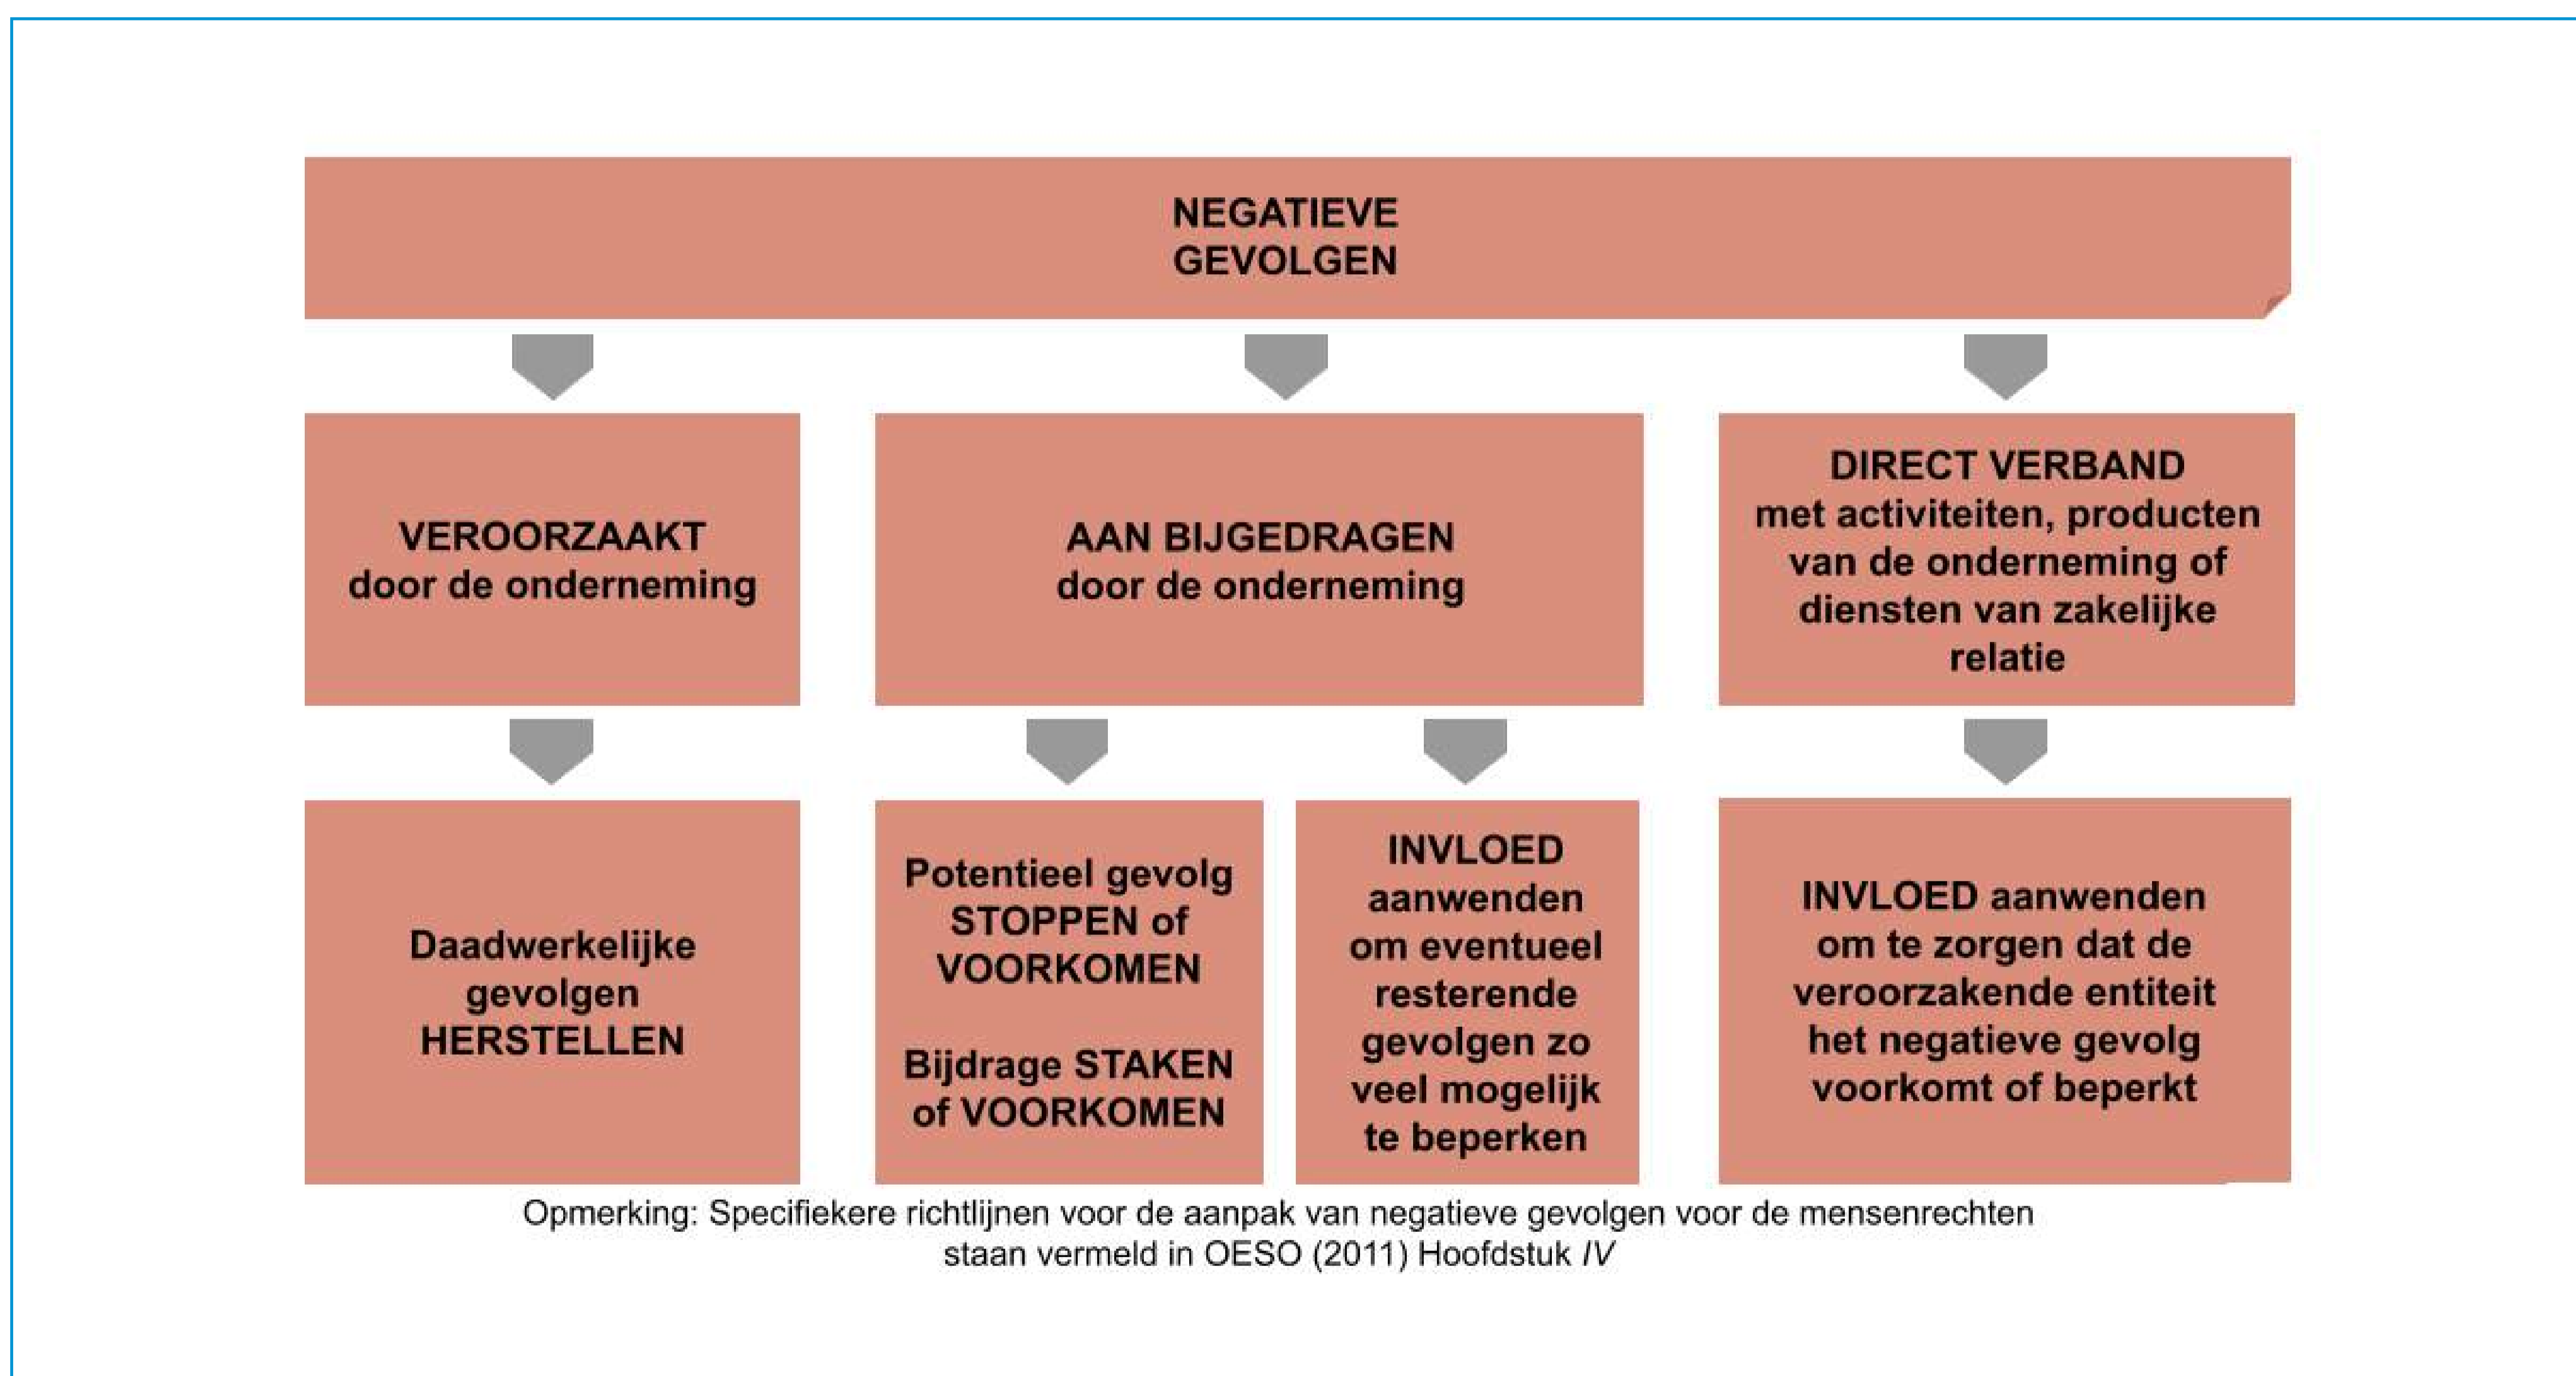 NEGATIEVE
GEVOLGEN
VEROORZAAKT
door de onderneming
AAN BIJGEDRAGEN
door de onderneming
DIRECT VERBAND
met activiteiten, producten
van de onderneming of
diensten van zakelijke
relatie
Daadwerkelijke
gevolgen
HERSTELLEN
Potentieel gevolg
STOPPEN of
VOORKOMEN
Bijdrage STAKEN
of VOORKOMEN
INVLOED
aanwenden
om eventueel
resterende
gevolgen zo
veel mogelijk
te beperken
INVLOED aanwenden
om te zorgen dat de
veroorzakende entiteit
het negatieve gevolg
voorkomt of beperkt
Opmerking: Specifiekere richtlijnen voor de aanpak van negatieve gevolgen voor de mensenrechten
staan vermeld in OESO (2011) Hoofdstuk IV